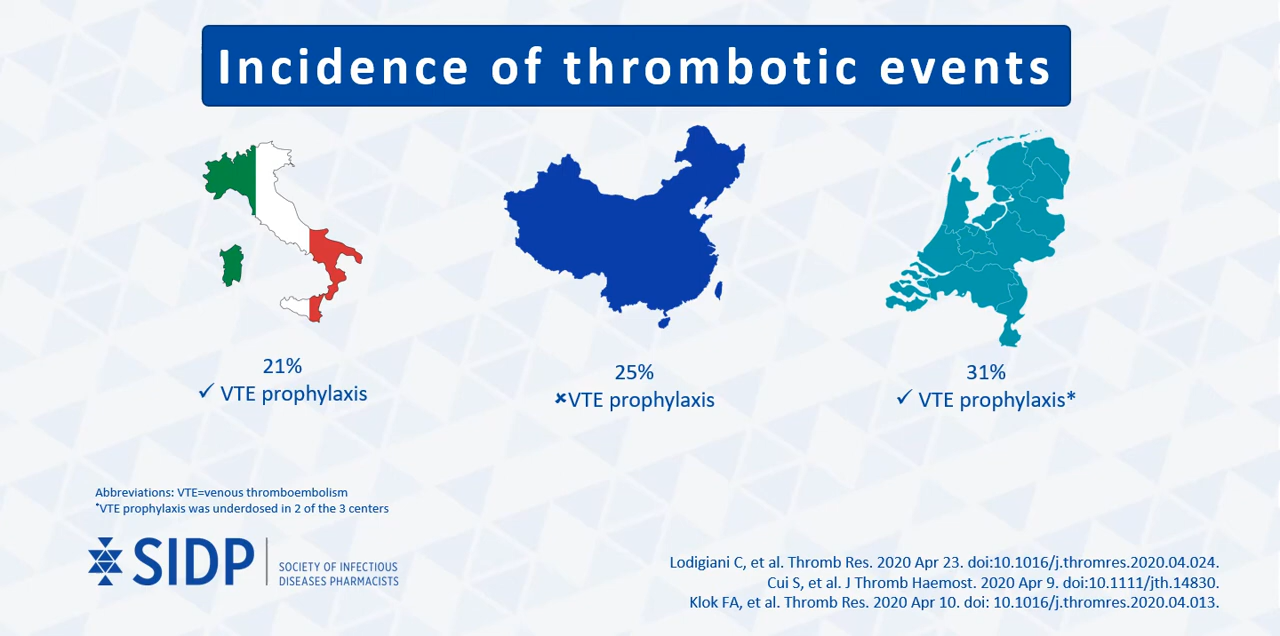 Incidence of thrombotic events
21%
✓ VTE prophylaxis
25%
×VTE prophylaxis
31%
✓ VTE prophylaxis*
Abbreviations: VTE=venous thromboembolism
*VTE prophylaxis was underdosed in 2 of the 3 centers
SIDP
SOCIETY OF INFECTIOUS
DISEASES PHARMACISTS
Lodigiani C, et al. Thromb Res. 2020 Apr 23. doi:10.1016/j.thromres.2020.04.024.
Cui S, et al. J Thromb Haemost. 2020 Apr 9. doi:10.1111/jth.14830.
Klok FA, et al. Thromb Res. 2020 Apr 10. doi: 10.1016/j.thromres.2020.04.013.